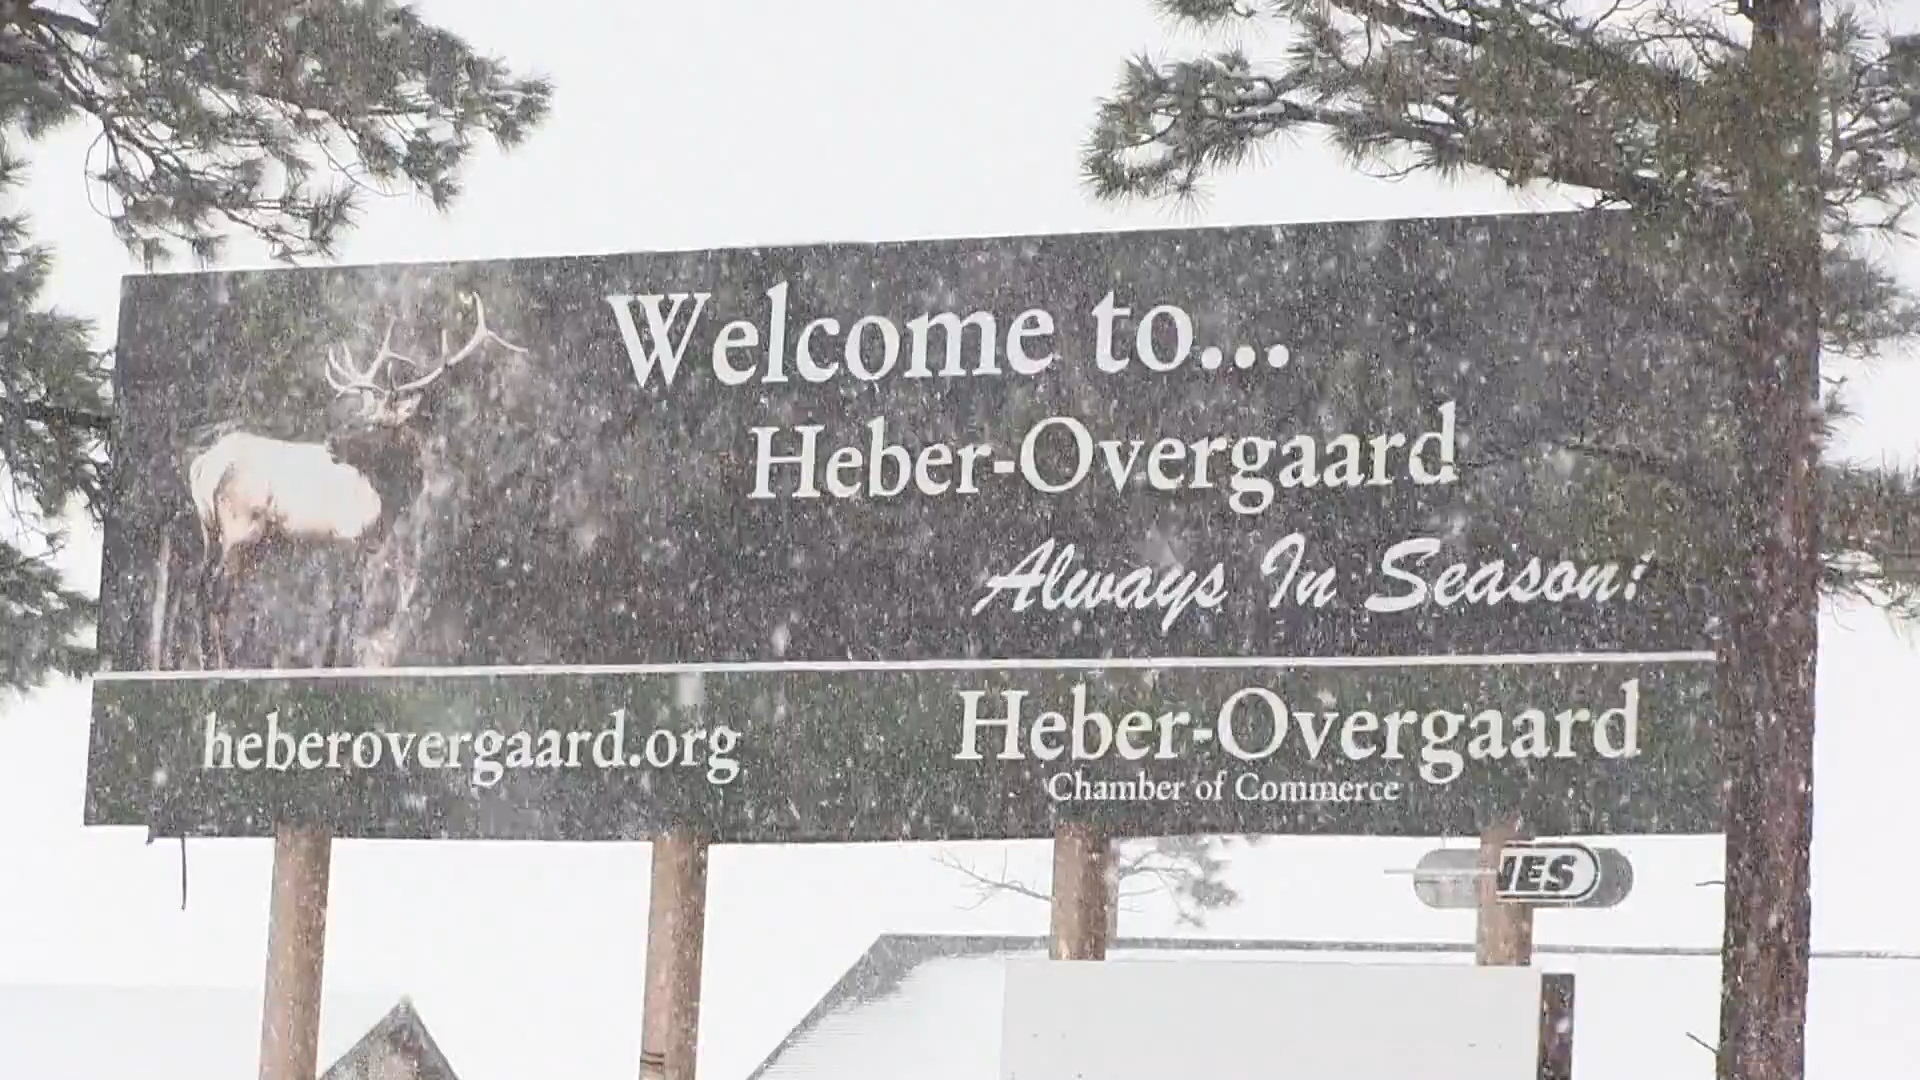 Welcome to...
Heber-Overgaard
Always In Season!
heberovergaard.org
Heber-Overgaard
Chamber of Commerce